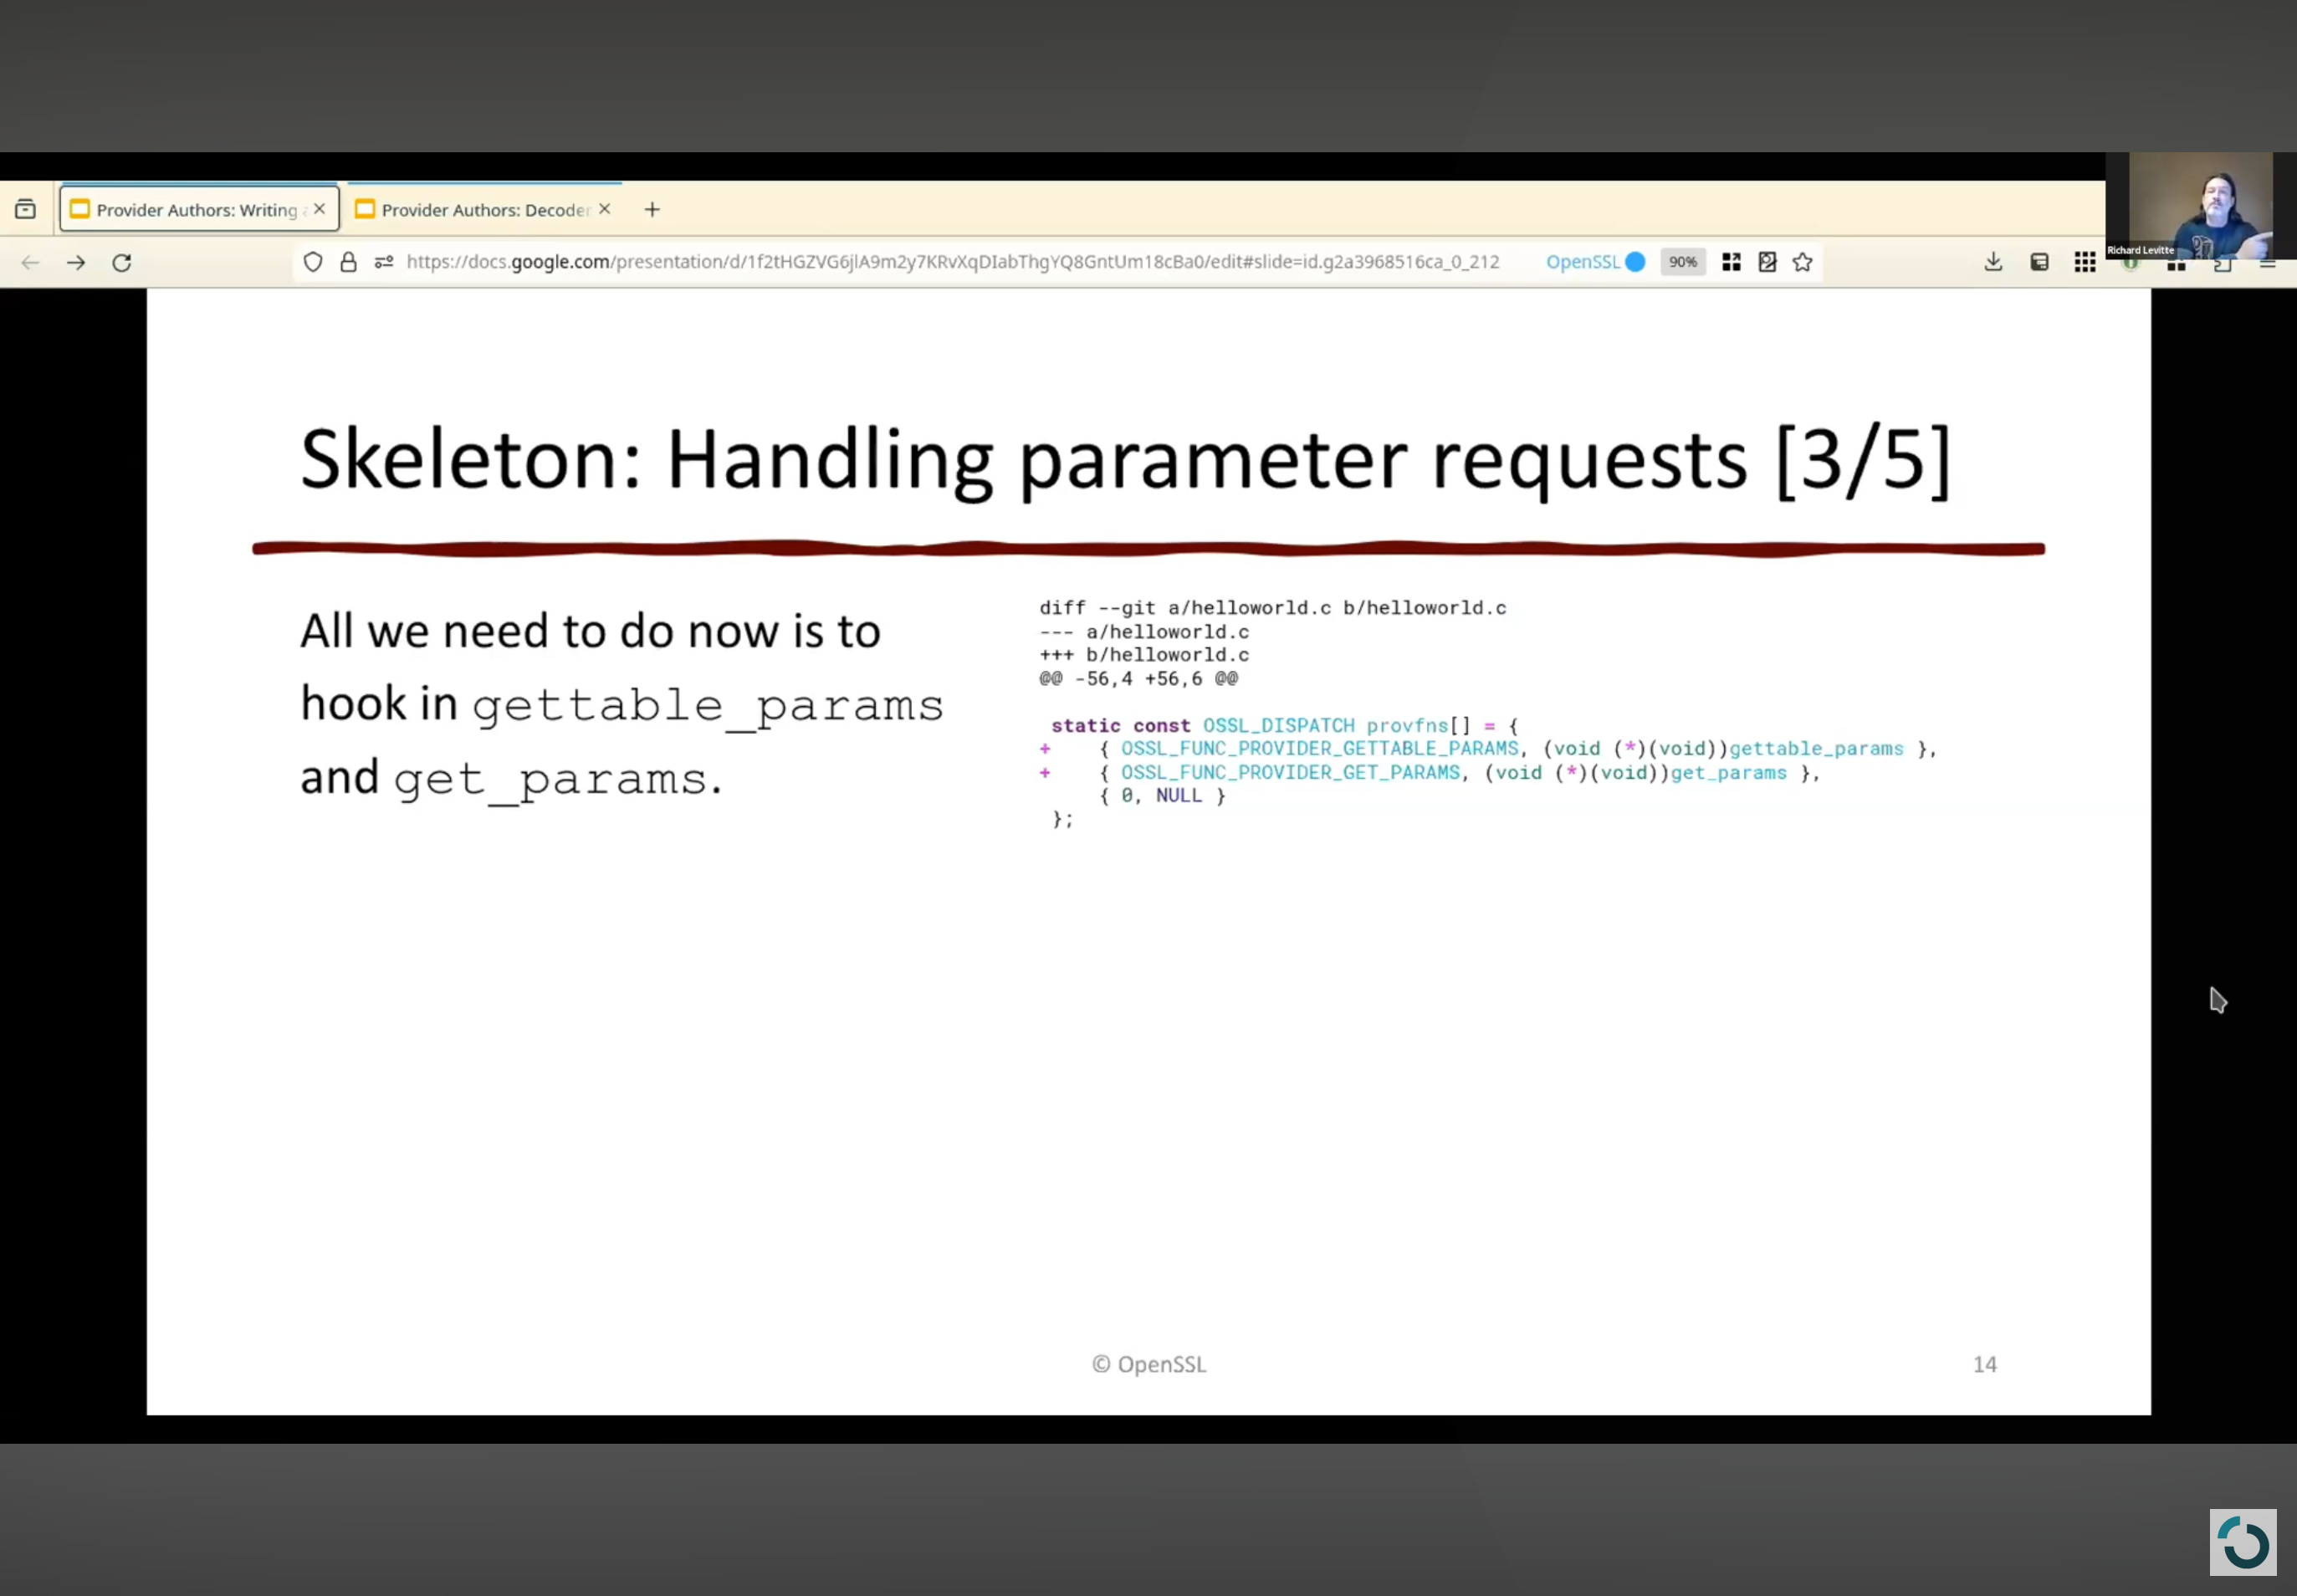 Provider Authors: Writing
Provider Authors: Decoder
https://docs.google.com/presentation/d/1f2tHGZVG6jlA9m2y7KRvXqDIabThgYQ8GntUm18cBa0/edit#slide=id.g2a3968516ca_0_212
OpenSSL
90%
Richard Levitte
Skeleton: Handling parameter requests [3/5]
All we need to do now is to
hook in gettable_params
and get_params.
diff --git a/helloworld.c b/helloworld.c
--- a/helloworld.c
+++ b/helloworld.c
@@ -56,4 +56,6 @@
static const OSSL_DISPATCH provfns[] = {
+    { OSSL_FUNC_PROVIDER_GETTABLE_PARAMS, (void (*)(void))gettable_params },
+    { OSSL_FUNC_PROVIDER_GET_PARAMS, (void (*)(void))get_params },
     { 0, NULL }
 };
© OpenSSL
14